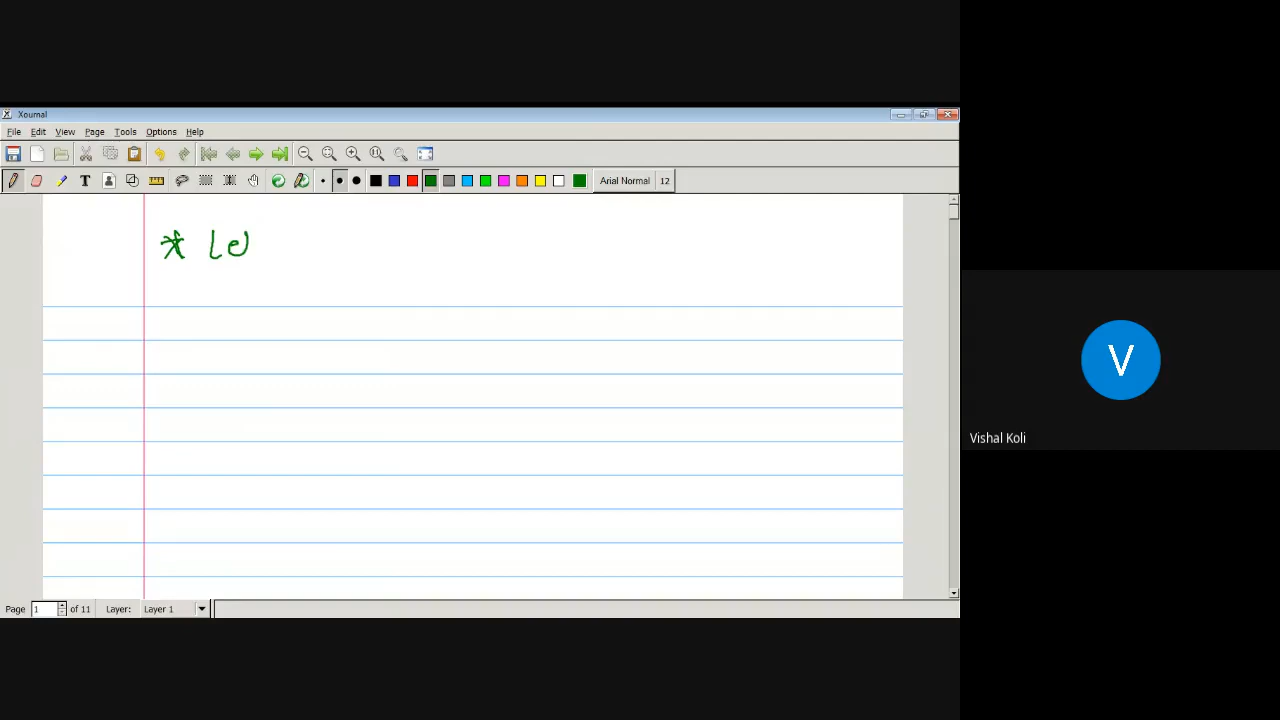 Xournal
File Edit View Page Tools Options Help
Arial Normal 12
* Le
Page 1 of 11 Layer: Layer 1
V
Vishal Koli